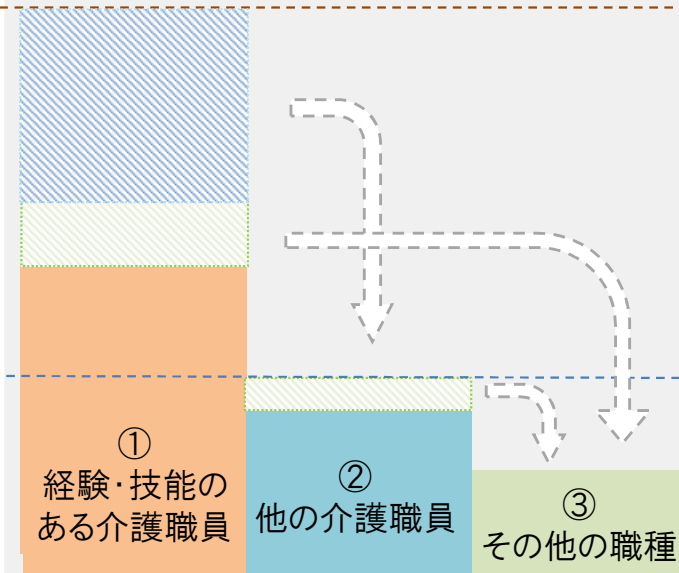 ①
経験・技能の
ある介護職員
②
他の介護職員
③
その他の職種